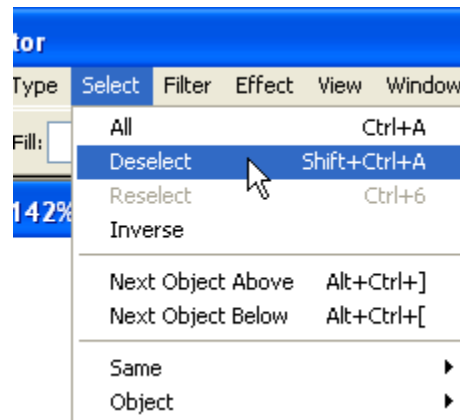 tor
Type Select Filter Effect View Window
Fill:
All Ctrl+A
Deselect Shift+Ctrl+A
Reselect Ctrl+6
142%
Inverse
Next Object Above Alt+Ctrl+]
Next Object Below Alt+Ctrl+[
Same
Object